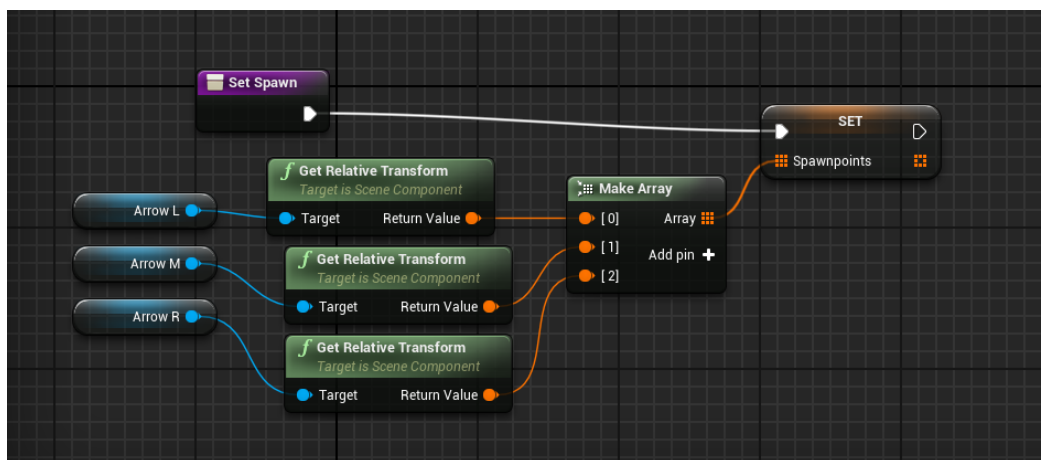 Set Spawn
SET
Spawnpoints
f Get Relative Transform
Target is Scene Component
Target Return Value
Make Array
[0] Array
[1]
Add pin +
[2]
Arrow L
f Get Relative Transform
Target is Scene Component
Target Return Value
Arrow M
Arrow R
f Get Relative Transform
Target is Scene Component
Target Return Value